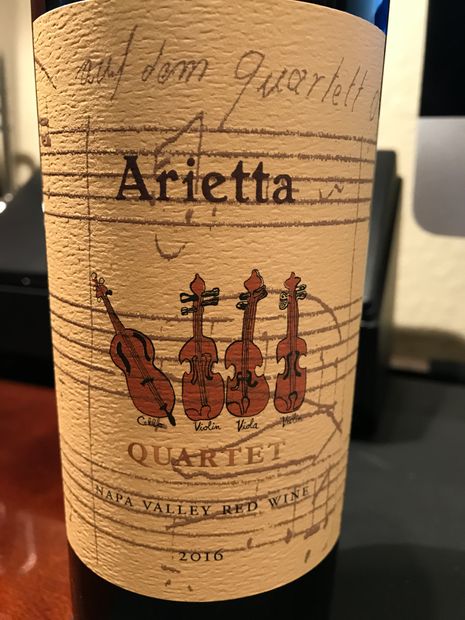 auf dem quartett
Arietta
Cello Violin Viola Violin
QUARTET
NAPA VALLEY RED WINE
2016